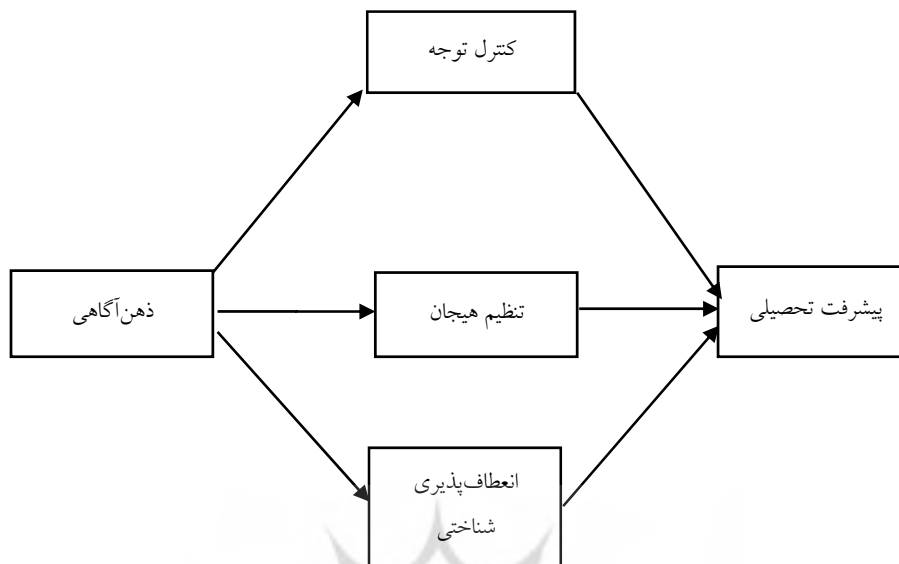 کنترل توجه
ذهن‌آگاهی
تنظیم هیجان
پیشرفت تحصیلی
انعطاف‌پذیری
شناختی